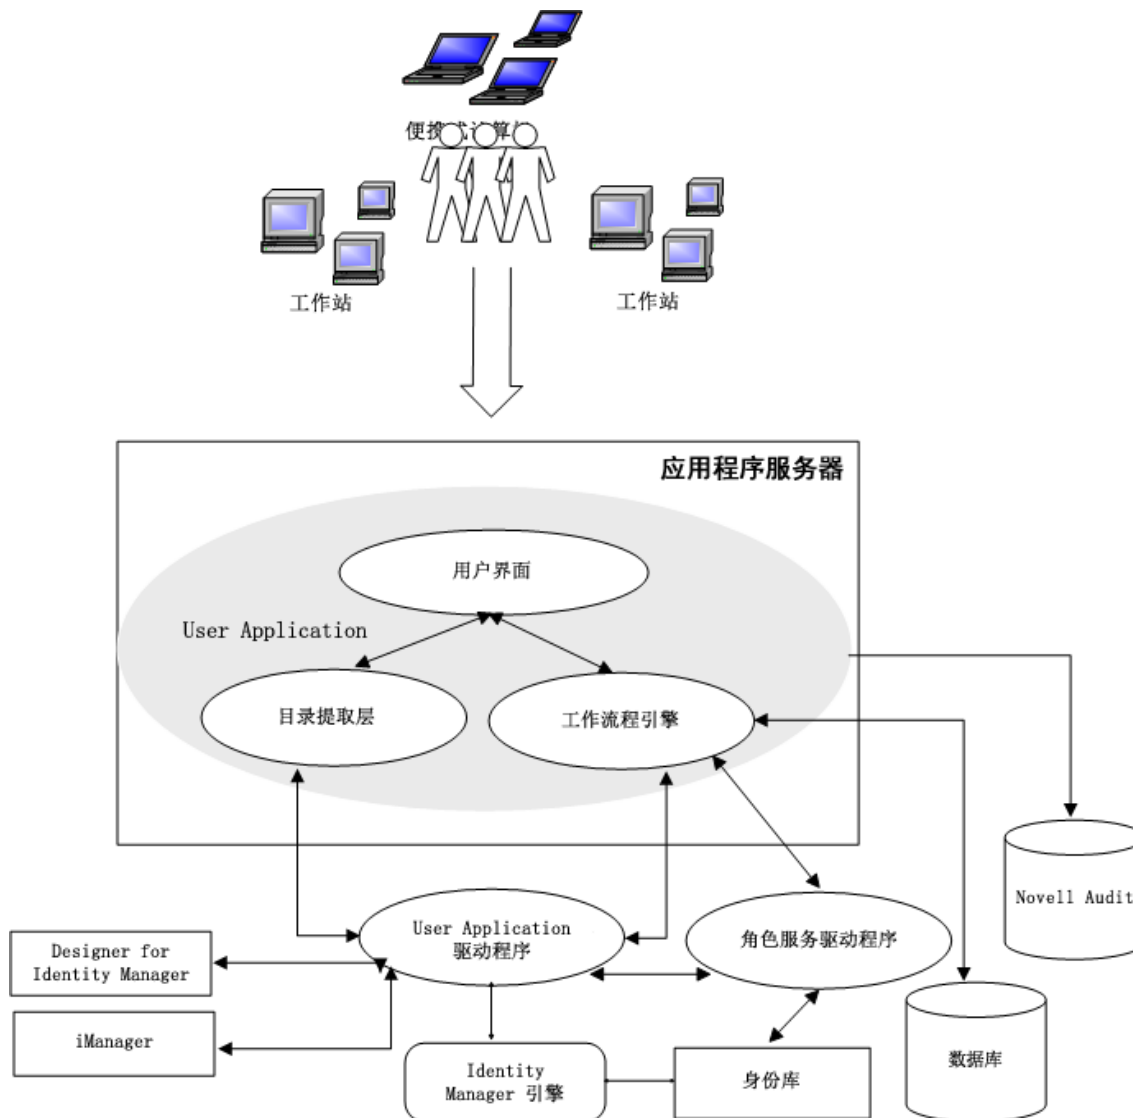 便携式计算机
工作站
工作站
应用程序服务器
用户界面
User Application
目录提取层
工作流程引擎
Novell Audit
User Application
驱动程序
角色服务驱动程序
Designer for
Identity Manager
iManager
Identity
Manager 引擎
身份库
数据库